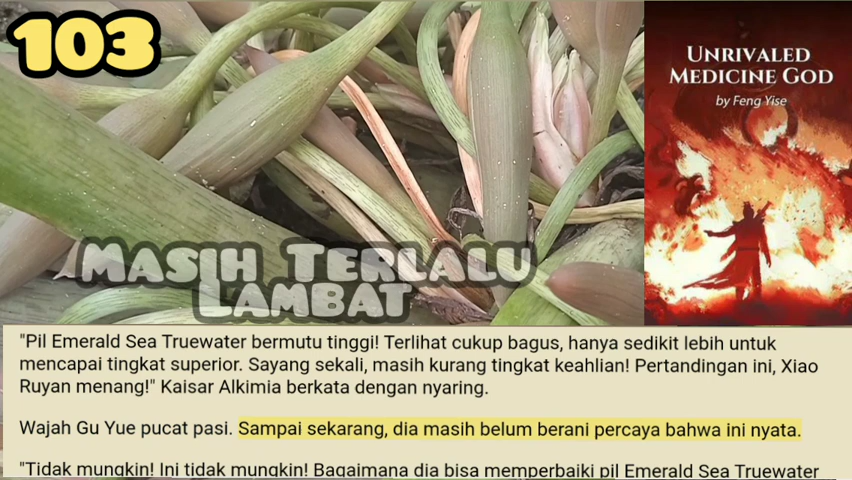 103
UNRIVALED
MEDICINE GOD
by Feng Yise
MASIH TERLALU
LAMBAT
"Pil Emerald Sea Truewater bermutu tinggi! Terlihat cukup bagus, hanya sedikit lebih untuk
mencapai tingkat superior. Sayang sekali, masih kurang tingkat keahlian! Pertandingan ini, Xiao
Ruyan menang!" Kaisar Alkimia berkata dengan nyaring.
Wajah Gu Yue pucat pasi. Sampai sekarang, dia masih belum berani percaya bahwa ini nyata.
"Tidak mungkin! Ini tidak mungkin! Bagaimana dia bisa memperbaiki pil Emerald Sea Truewater